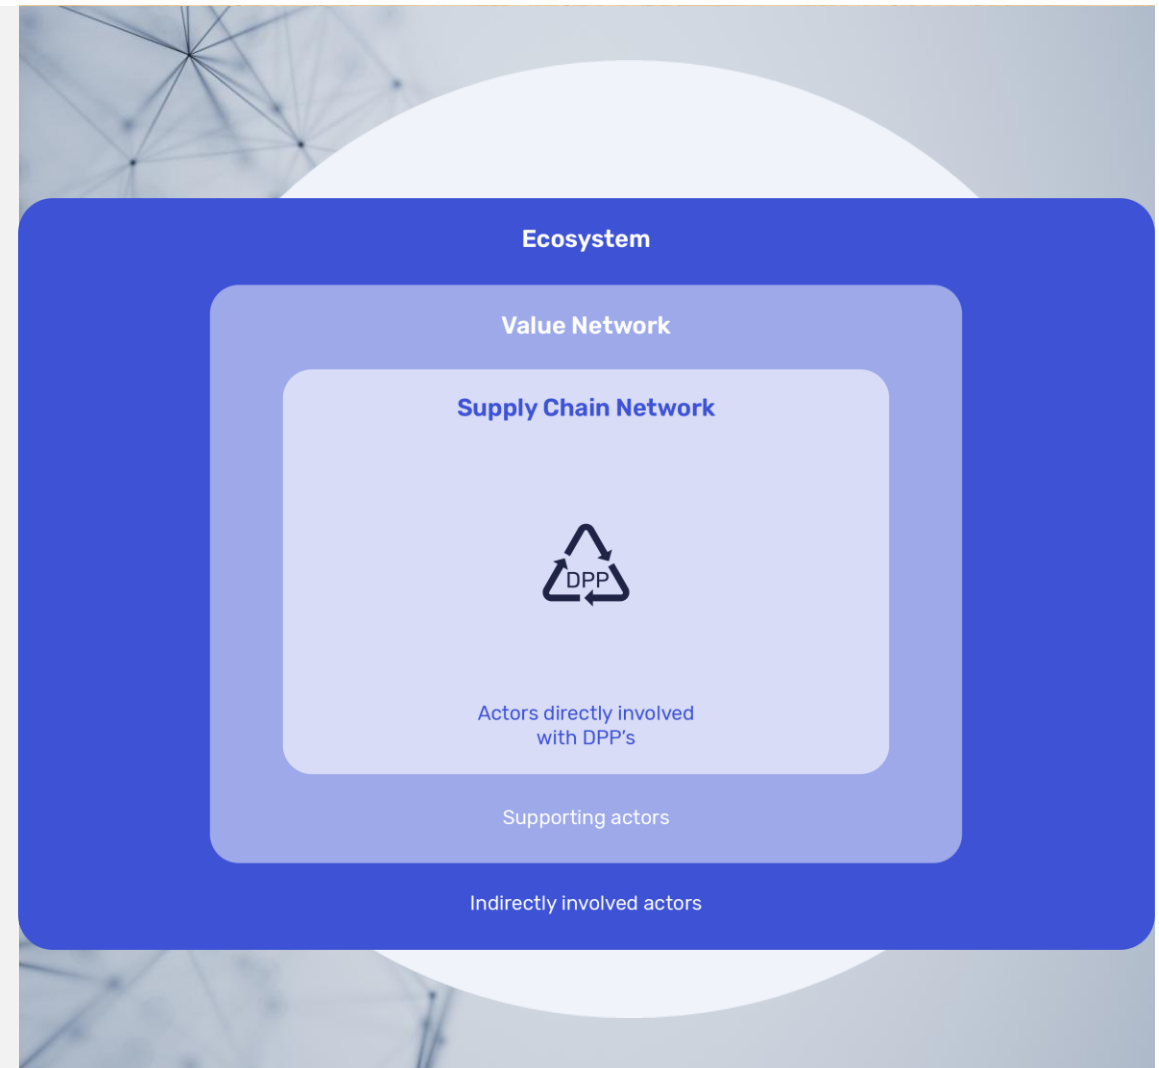 Ecosystem
Value Network
Supply Chain Network
DPP
Actors directly involved
with DPP’s
Supporting actors
Indirectly involved actors